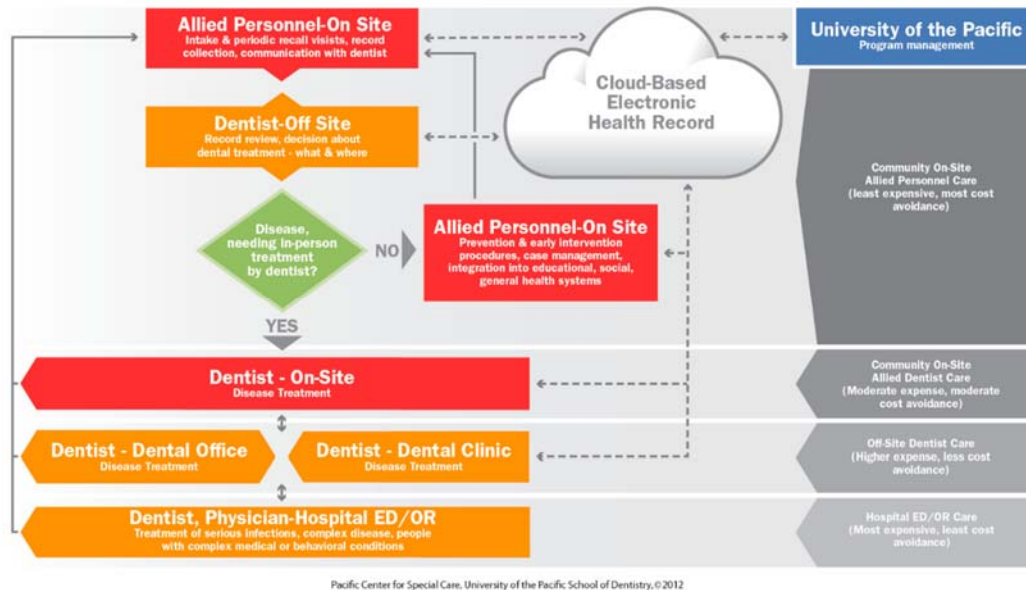 Allied Personnel-On Site
Intake & periodic recall visists, record
collection, communication with dentist
Cloud-Based
Electronic
Health Record
University of the Pacific
Program management
Dentist-Off Site
Record review, decision about
dental treatment - what & where
Disease,
needing in-person
treatment
by dentist?
NO
Allied Personnel-On Site
Prevention & early intervention
procedures, case management,
integration into educational, social,
general health systems
Community On-Site
Allied Personnel Care
(least expensive, most cost
avoidance)
YES
Dentist - On-Site
Disease Treatment
Community On-Site
Allied Dentist Care
(Moderate expense, moderate
cost avoidance)
Dentist - Dental Office
Disease Treatment
Dentist - Dental Clinic
Disease Treatment
Off-Site Dentist Care
(Higher expense, less cost
avoidance)
Dentist, Physician-Hospital ED/OR
Treatment of serious infections, complex disease, people
with complex medical or behavioral conditions
Hospital ED/OR Care
(Most expensive, least cost
avoidance)
Pacific Center for Special Care, University of the Pacific School of Dentistry,©2012